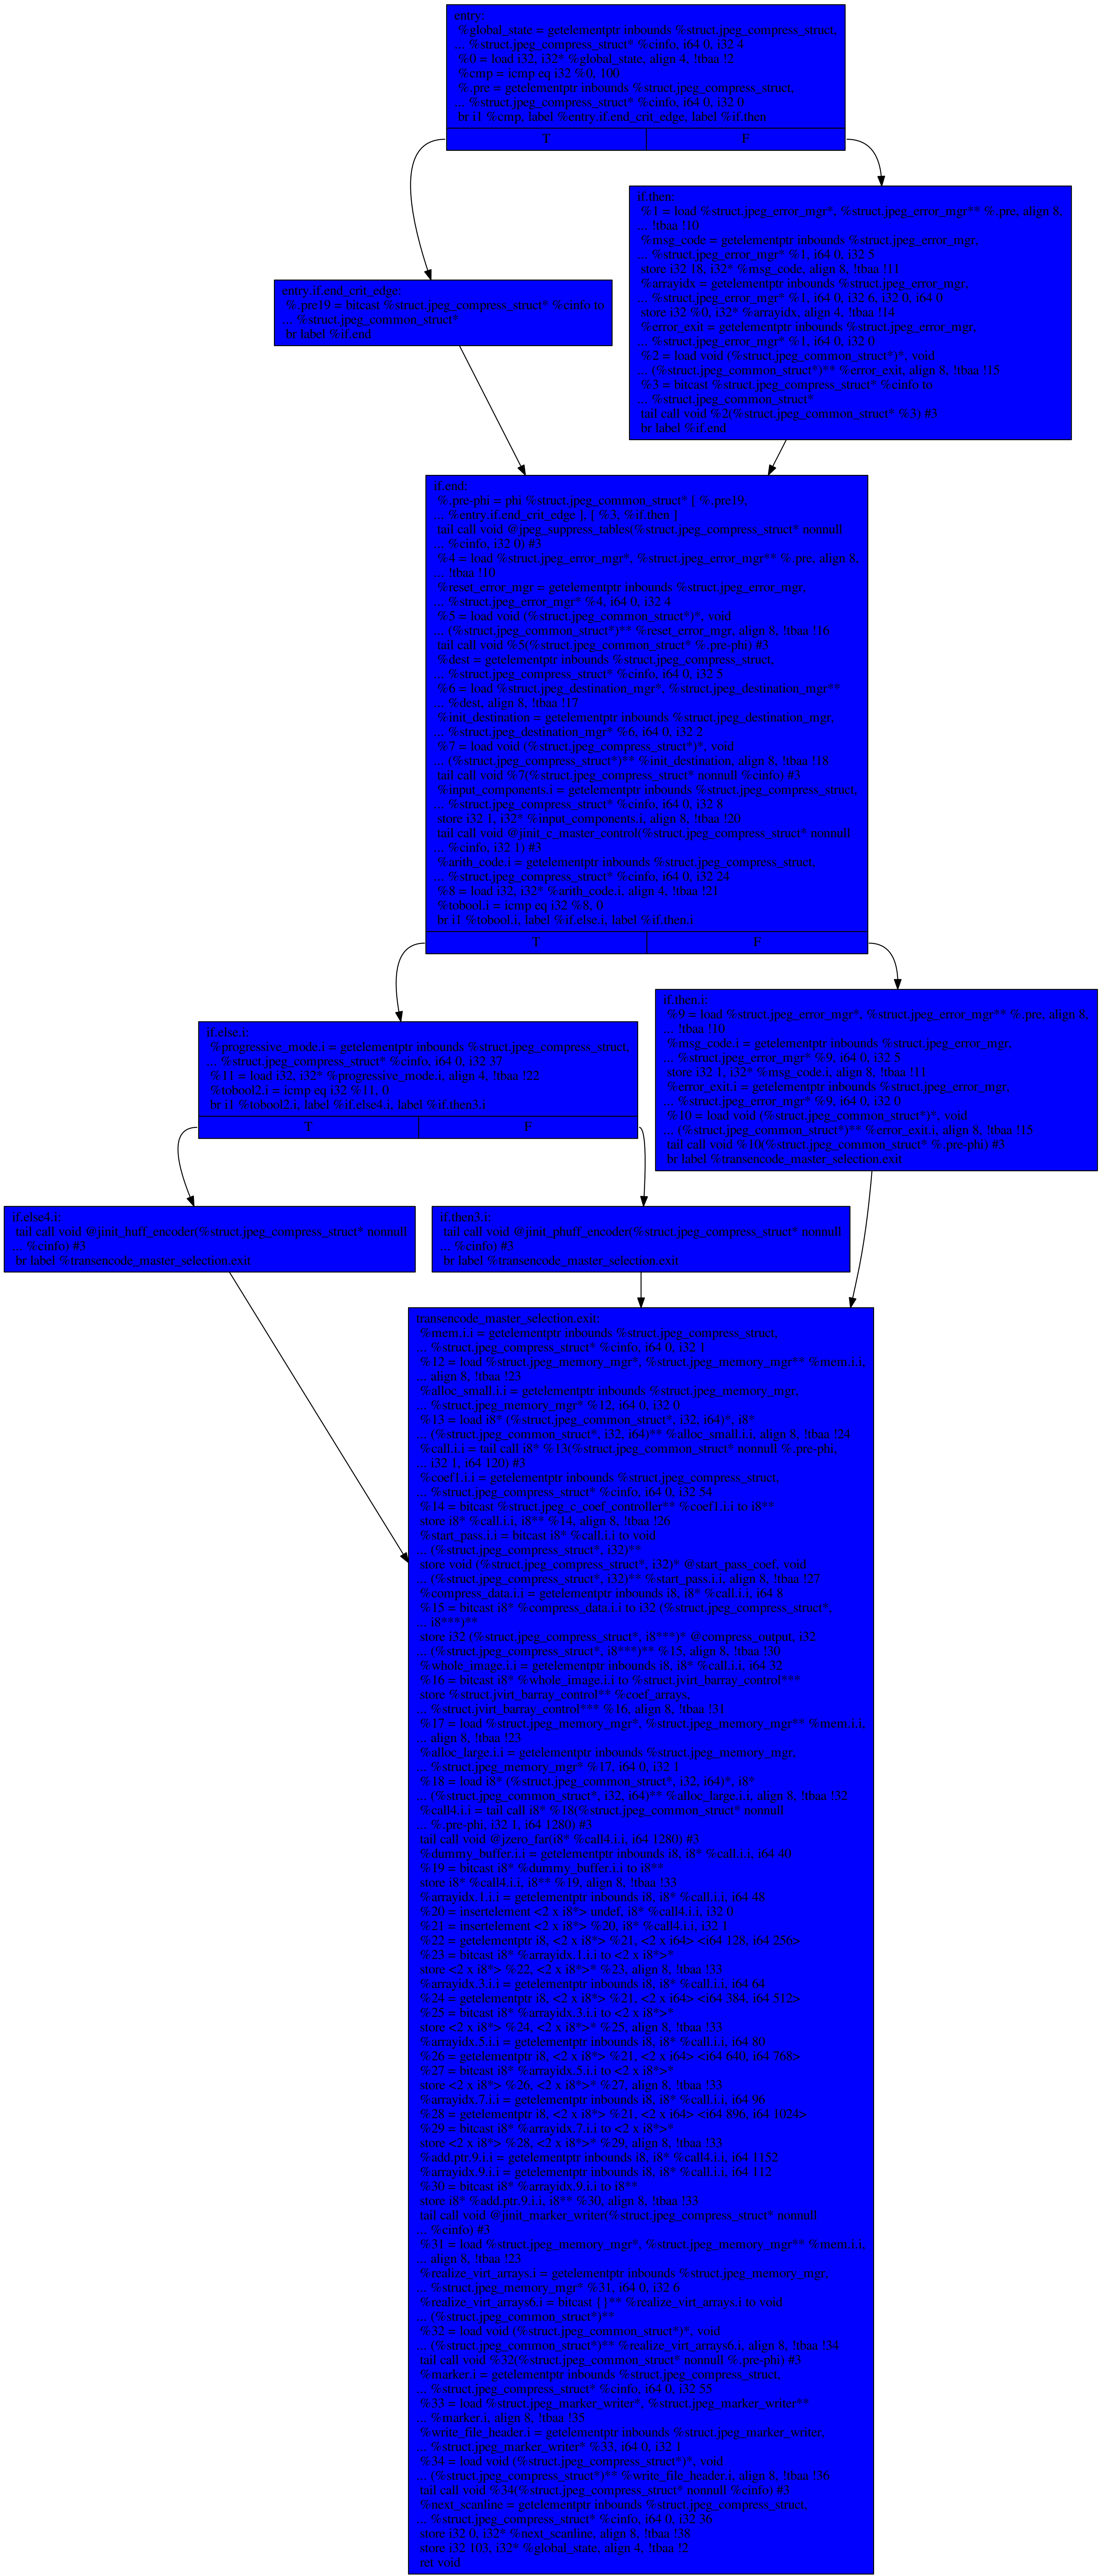 entry:
%global_state = getelementptr inbounds %struct.jpeg_compress_struct,
... %struct.jpeg_compress_struct* %cinfo, i64 0, i32 4
%0 = load i32, i32* %global_state, align 4, !tbaa !2
%cmp = icmp eq i32 %0, 100
%.pre = getelementptr inbounds %struct.jpeg_compress_struct,
... %struct.jpeg_compress_struct* %cinfo, i64 0, i32 0
br i1 %cmp, label %entry.if.end_crit_edge, label %if.then
T
F
if.then:
%1 = load %struct.jpeg_error_mgr*, %struct.jpeg_error_mgr** %.pre, align 8,
... !tbaa !10
%msg_code = getelementptr inbounds %struct.jpeg_error_mgr,
... %struct.jpeg_error_mgr* %1, i64 0, i32 5
store i32 18, i32* %msg_code, align 8, !tbaa !11
%arrayidx = getelementptr inbounds %struct.jpeg_error_mgr,
... %struct.jpeg_error_mgr* %1, i64 0, i32 6, i32 0, i64 0
store i32 %0, i32* %arrayidx, align 4, !tbaa !14
%error_exit = getelementptr inbounds %struct.jpeg_error_mgr,
... %struct.jpeg_error_mgr* %1, i64 0, i32 0
%2 = load void (%struct.jpeg_common_struct*)*, void
... (%struct.jpeg_common_struct*)** %error_exit, align 8, !tbaa !15
%3 = bitcast %struct.jpeg_compress_struct* %cinfo to
... %struct.jpeg_common_struct*
tail call void %2(%struct.jpeg_common_struct* %3) #3
br label %if.end
entry.if.end_crit_edge:
%.pre19 = bitcast %struct.jpeg_compress_struct* %cinfo to
... %struct.jpeg_common_struct*
br label %if.end
if.end:
%.pre-phi = phi %struct.jpeg_common_struct* [ %.pre19,
... %entry.if.end_crit_edge ], [ %3, %if.then ]
tail call void @jpeg_suppress_tables(%struct.jpeg_compress_struct* nonnull
... %cinfo, i32 0) #3
%4 = load %struct.jpeg_error_mgr*, %struct.jpeg_error_mgr** %.pre, align 8,
... !tbaa !10
%reset_error_mgr = getelementptr inbounds %struct.jpeg_error_mgr,
... %struct.jpeg_error_mgr* %4, i64 0, i32 4
%5 = load void (%struct.jpeg_common_struct*)*, void
... (%struct.jpeg_common_struct*)** %reset_error_mgr, align 8, !tbaa !16
tail call void %5(%struct.jpeg_common_struct* %.pre-phi) #3
%dest = getelementptr inbounds %struct.jpeg_compress_struct,
... %struct.jpeg_compress_struct* %cinfo, i64 0, i32 5
%6 = load %struct.jpeg_destination_mgr*, %struct.jpeg_destination_mgr**
... %dest, align 8, !tbaa !17
%init_destination = getelementptr inbounds %struct.jpeg_destination_mgr,
... %struct.jpeg_destination_mgr* %6, i64 0, i32 2
%7 = load void (%struct.jpeg_compress_struct*)*, void
... (%struct.jpeg_compress_struct*)** %init_destination, align 8, !tbaa !18
tail call void %7(%struct.jpeg_compress_struct* nonnull %cinfo) #3
%input_components.i = getelementptr inbounds %struct.jpeg_compress_struct,
... %struct.jpeg_compress_struct* %cinfo, i64 0, i32 8
store i32 1, i32* %input_components.i, align 8, !tbaa !20
tail call void @jinit_c_master_control(%struct.jpeg_compress_struct* nonnull
... %cinfo, i32 1) #3
%arith_code.i = getelementptr inbounds %struct.jpeg_compress_struct,
... %struct.jpeg_compress_struct* %cinfo, i64 0, i32 24
%8 = load i32, i32* %arith_code.i, align 4, !tbaa !21
%tobool.i = icmp eq i32 %8, 0
br i1 %tobool.i, label %if.else.i, label %if.then.i
T
F
if.then.i:
%9 = load %struct.jpeg_error_mgr*, %struct.jpeg_error_mgr** %.pre, align 8,
... !tbaa !10
%msg_code.i = getelementptr inbounds %struct.jpeg_error_mgr,
... %struct.jpeg_error_mgr* %9, i64 0, i32 5
store i32 1, i32* %msg_code.i, align 8, !tbaa !11
%error_exit.i = getelementptr inbounds %struct.jpeg_error_mgr,
... %struct.jpeg_error_mgr* %9, i64 0, i32 0
%10 = load void (%struct.jpeg_common_struct*)*, void
... (%struct.jpeg_common_struct*)** %error_exit.i, align 8, !tbaa !15
tail call void %10(%struct.jpeg_common_struct* %.pre-phi) #3
br label %transencode_master_selection.exit
if.else.i:
%progressive_mode.i = getelementptr inbounds %struct.jpeg_compress_struct,
... %struct.jpeg_compress_struct* %cinfo, i64 0, i32 37
%11 = load i32, i32* %progressive_mode.i, align 4, !tbaa !22
%tobool2.i = icmp eq i32 %11, 0
br i1 %tobool2.i, label %if.else4.i, label %if.then3.i
T
F
if.else4.i:
tail call void @jinit_huff_encoder(%struct.jpeg_compress_struct* nonnull
... %cinfo) #3
br label %transencode_master_selection.exit
if.then3.i:
tail call void @jinit_phuff_encoder(%struct.jpeg_compress_struct* nonnull
... %cinfo) #3
br label %transencode_master_selection.exit
transencode_master_selection.exit:
%mem.i.i = getelementptr inbounds %struct.jpeg_compress_struct,
... %struct.jpeg_compress_struct* %cinfo, i64 0, i32 1
%12 = load %struct.jpeg_memory_mgr*, %struct.jpeg_memory_mgr** %mem.i.i,
... align 8, !tbaa !23
%alloc_small.i.i = getelementptr inbounds %struct.jpeg_memory_mgr,
... %struct.jpeg_memory_mgr* %12, i64 0, i32 0
%13 = load i8* (%struct.jpeg_common_struct*, i32, i64)*, i8*
... (%struct.jpeg_common_struct*, i32, i64)** %alloc_small.i.i, align 8, !tbaa !24
%call.i.i = tail call i8* %13(%struct.jpeg_common_struct* nonnull %.pre-phi,
... i32 1, i64 120) #3
%coef1.i.i = getelementptr inbounds %struct.jpeg_compress_struct,
... %struct.jpeg_compress_struct* %cinfo, i64 0, i32 54
%14 = bitcast %struct.jpeg_c_coef_controller** %coef1.i.i to i8**
store i8* %call.i.i, i8** %14, align 8, !tbaa !26
%start_pass.i.i = bitcast i8* %call.i.i to void
... (%struct.jpeg_compress_struct*, i32)**
store void (%struct.jpeg_compress_struct*, i32)* @start_pass_coef, void
... (%struct.jpeg_compress_struct*, i32)** %start_pass.i.i, align 8, !tbaa !27
%compress_data.i.i = getelementptr inbounds i8, i8* %call.i.i, i64 8
%15 = bitcast i8* %compress_data.i.i to i32 (%struct.jpeg_compress_struct*,
... i8***)**
store i32 (%struct.jpeg_compress_struct*, i8***)* @compress_output, i32
... (%struct.jpeg_compress_struct*, i8***)** %15, align 8, !tbaa !30
%whole_image.i.i = getelementptr inbounds i8, i8* %call.i.i, i64 32
%16 = bitcast i8* %whole_image.i.i to %struct.jvirt_barray_control***
store %struct.jvirt_barray_control** %coef_arrays,
... %struct.jvirt_barray_control*** %16, align 8, !tbaa !31
%17 = load %struct.jpeg_memory_mgr*, %struct.jpeg_memory_mgr** %mem.i.i,
... align 8, !tbaa !23
%alloc_large.i.i = getelementptr inbounds %struct.jpeg_memory_mgr,
... %struct.jpeg_memory_mgr* %17, i64 0, i32 1
%18 = load i8* (%struct.jpeg_common_struct*, i32, i64)*, i8*
... (%struct.jpeg_common_struct*, i32, i64)** %alloc_large.i.i, align 8, !tbaa !32
%call4.i.i = tail call i8* %18(%struct.jpeg_common_struct* nonnull
... %.pre-phi, i32 1, i64 1280) #3
tail call void @jzero_far(i8* %call4.i.i, i64 1280) #3
%dummy_buffer.i.i = getelementptr inbounds i8, i8* %call.i.i, i64 40
%19 = bitcast i8* %dummy_buffer.i.i to i8**
store i8* %call4.i.i, i8** %19, align 8, !tbaa !33
%arrayidx.1.i.i = getelementptr inbounds i8, i8* %call.i.i, i64 48
%20 = insertelement <2 x i8*> undef, i8* %call4.i.i, i32 0
%21 = insertelement <2 x i8*> %20, i8* %call4.i.i, i32 1
%22 = getelementptr i8, <2 x i8*> %21, <2 x i64> <i64 128, i64 256>
%23 = bitcast i8* %arrayidx.1.i.i to <2 x i8*>*
store <2 x i8*> %22, <2 x i8*>* %23, align 8, !tbaa !33
%arrayidx.3.i.i = getelementptr inbounds i8, i8* %call.i.i, i64 64
%24 = getelementptr i8, <2 x i8*> %21, <2 x i64> <i64 384, i64 512>
%25 = bitcast i8* %arrayidx.3.i.i to <2 x i8*>*
store <2 x i8*> %24, <2 x i8*>* %25, align 8, !tbaa !33
%arrayidx.5.i.i = getelementptr inbounds i8, i8* %call.i.i, i64 80
%26 = getelementptr i8, <2 x i8*> %21, <2 x i64> <i64 640, i64 768>
%27 = bitcast i8* %arrayidx.5.i.i to <2 x i8*>*
store <2 x i8*> %26, <2 x i8*>* %27, align 8, !tbaa !33
%arrayidx.7.i.i = getelementptr inbounds i8, i8* %call.i.i, i64 96
%28 = getelementptr i8, <2 x i8*> %21, <2 x i64> <i64 896, i64 1024>
%29 = bitcast i8* %arrayidx.7.i.i to <2 x i8*>*
store <2 x i8*> %28, <2 x i8*>* %29, align 8, !tbaa !33
%add.ptr.9.i.i = getelementptr inbounds i8, i8* %call4.i.i, i64 1152
%arrayidx.9.i.i = getelementptr inbounds i8, i8* %call.i.i, i64 112
%30 = bitcast i8* %arrayidx.9.i.i to i8**
store i8* %add.ptr.9.i.i, i8** %30, align 8, !tbaa !33
tail call void @jinit_marker_writer(%struct.jpeg_compress_struct* nonnull
... %cinfo) #3
%31 = load %struct.jpeg_memory_mgr*, %struct.jpeg_memory_mgr** %mem.i.i,
... align 8, !tbaa !23
%realize_virt_arrays.i = getelementptr inbounds %struct.jpeg_memory_mgr,
... %struct.jpeg_memory_mgr* %31, i64 0, i32 6
%realize_virt_arrays6.i = bitcast {}** %realize_virt_arrays.i to void
... (%struct.jpeg_common_struct*)**
%32 = load void (%struct.jpeg_common_struct*)*, void
... (%struct.jpeg_common_struct*)** %realize_virt_arrays6.i, align 8, !tbaa !34
tail call void %32(%struct.jpeg_common_struct* nonnull %.pre-phi) #3
%marker.i = getelementptr inbounds %struct.jpeg_compress_struct,
... %struct.jpeg_compress_struct* %cinfo, i64 0, i32 55
%33 = load %struct.jpeg_marker_writer*, %struct.jpeg_marker_writer**
... %marker.i, align 8, !tbaa !35
%write_file_header.i = getelementptr inbounds %struct.jpeg_marker_writer,
... %struct.jpeg_marker_writer* %33, i64 0, i32 1
%34 = load void (%struct.jpeg_compress_struct*)*, void
... (%struct.jpeg_compress_struct*)** %write_file_header.i, align 8, !tbaa !36
tail call void %34(%struct.jpeg_compress_struct* nonnull %cinfo) #3
%next_scanline = getelementptr inbounds %struct.jpeg_compress_struct,
... %struct.jpeg_compress_struct* %cinfo, i64 0, i32 36
store i32 0, i32* %next_scanline, align 8, !tbaa !38
store i32 103, i32* %global_state, align 4, !tbaa !2
ret void